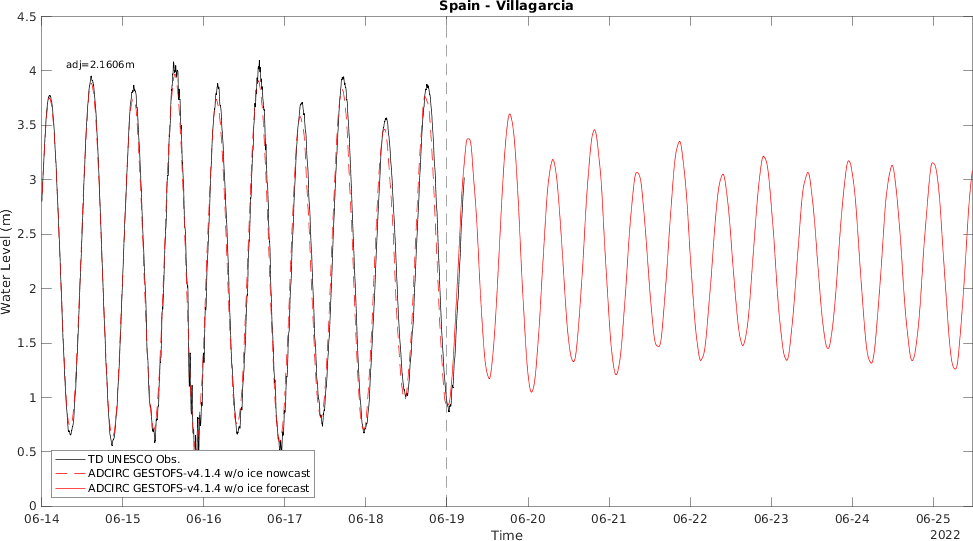 Spain - Villagarcia
4.5
4
3.5
3
2.5
2
1.5
1
0.5
0
Water Level (m)
adj=2.1606m
TD UNESCO Obs.
ADCIRC GESTOFS-v4.1.4 w/o ice nowcast
ADCIRC GESTOFS-v4.1.4 w/o ice forecast
06-14 06-15 06-16 06-17 06-18 06-19 06-20 06-21 06-22 06-23 06-24 06-25
2022
Time